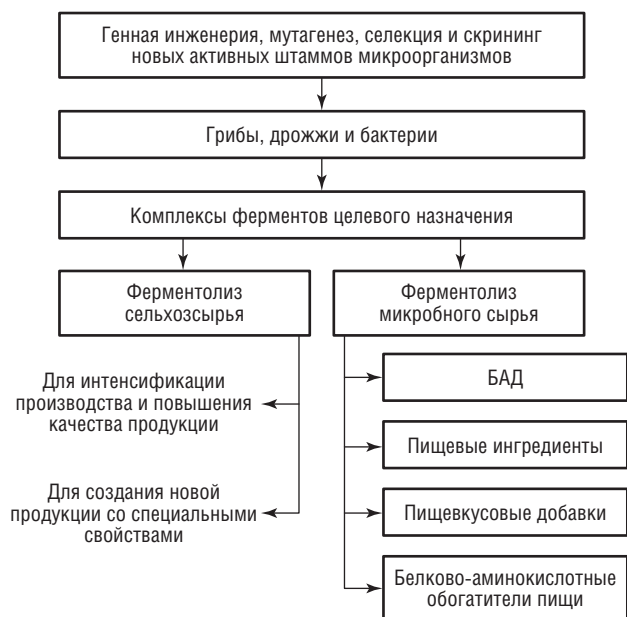 Генная инженерия, мутагенез, селекция и скрининг
новых активных штаммов микроорганизмов
Грибы, дрожжи и бактерии
Комплексы ферментов целевого назначения
Ферментолиз
сельхозсырья
Ферментолиз
микробного сырья
Для интенсификации
производства и повышения
качества продукции
Для создания новой
продукции со специальными
свойствами
БАД
Пищевые ингредиенты
Пищевкусовые добавки
Белково-аминокислотные
обогатители пищи